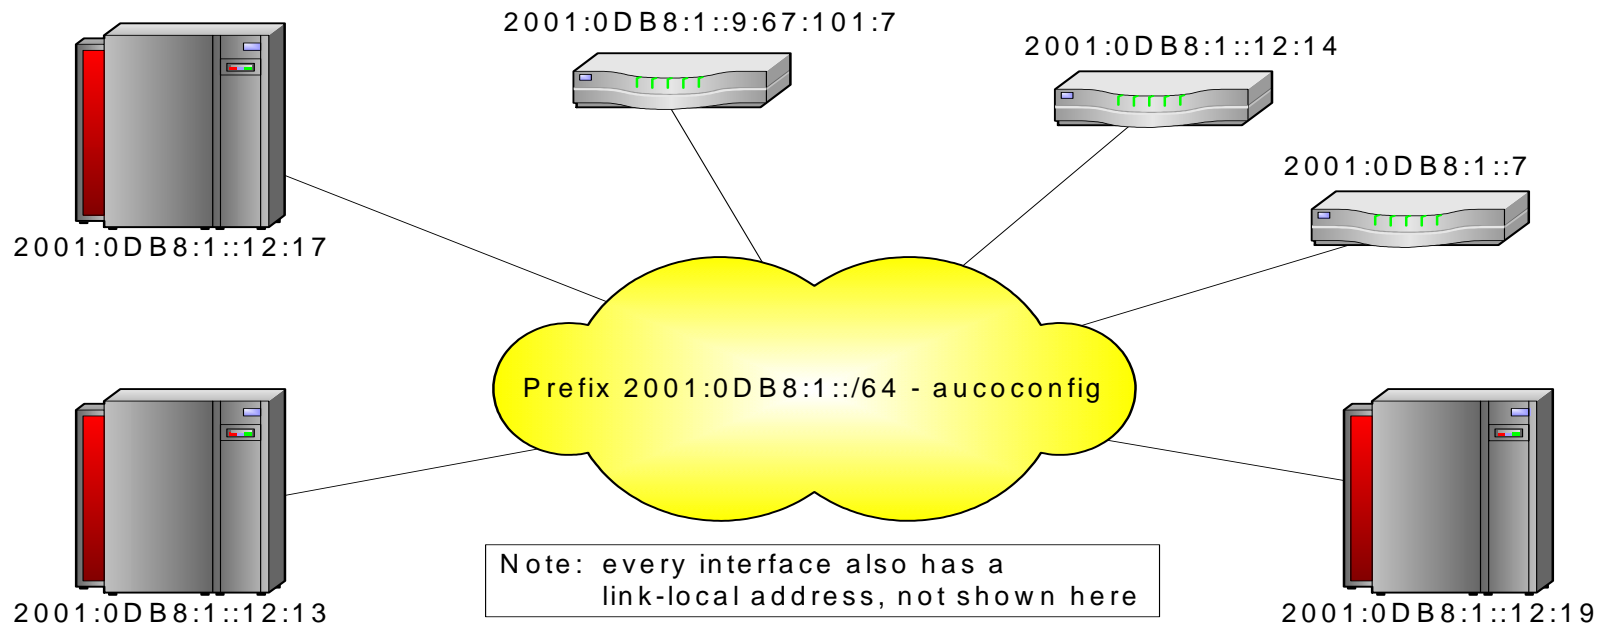 2001:0DB8:1::9:67:101:7
2001:0DB8:1::12:14
2001:0DB8:1::7
2001:0DB8:1::12:17
Prefix 2001:0DB8:1::/64 - aucoconfig
Note: every interface also has a
link-local address, not shown here
2001:0DB8:1::12:13
2001:0DB8:1::12:19